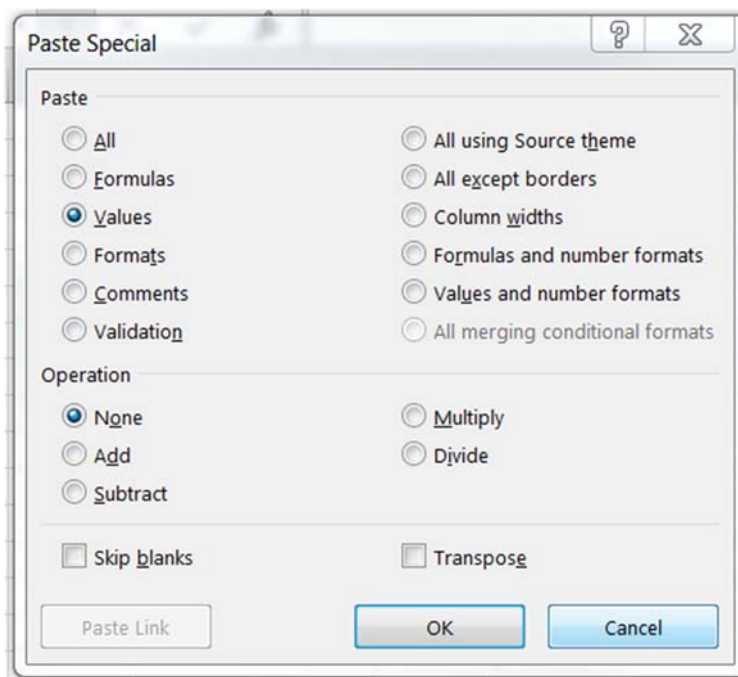 Paste Special
Paste
All
All using Source theme
Formulas
All except borders
Values
Column widths
Formats
Formulas and number formats
Comments
Values and number formats
Validation
All merging conditional formats
Operation
None
Multiply
Add
Divide
Subtract
Skip blanks
Transpose
Paste Link
OK
Cancel